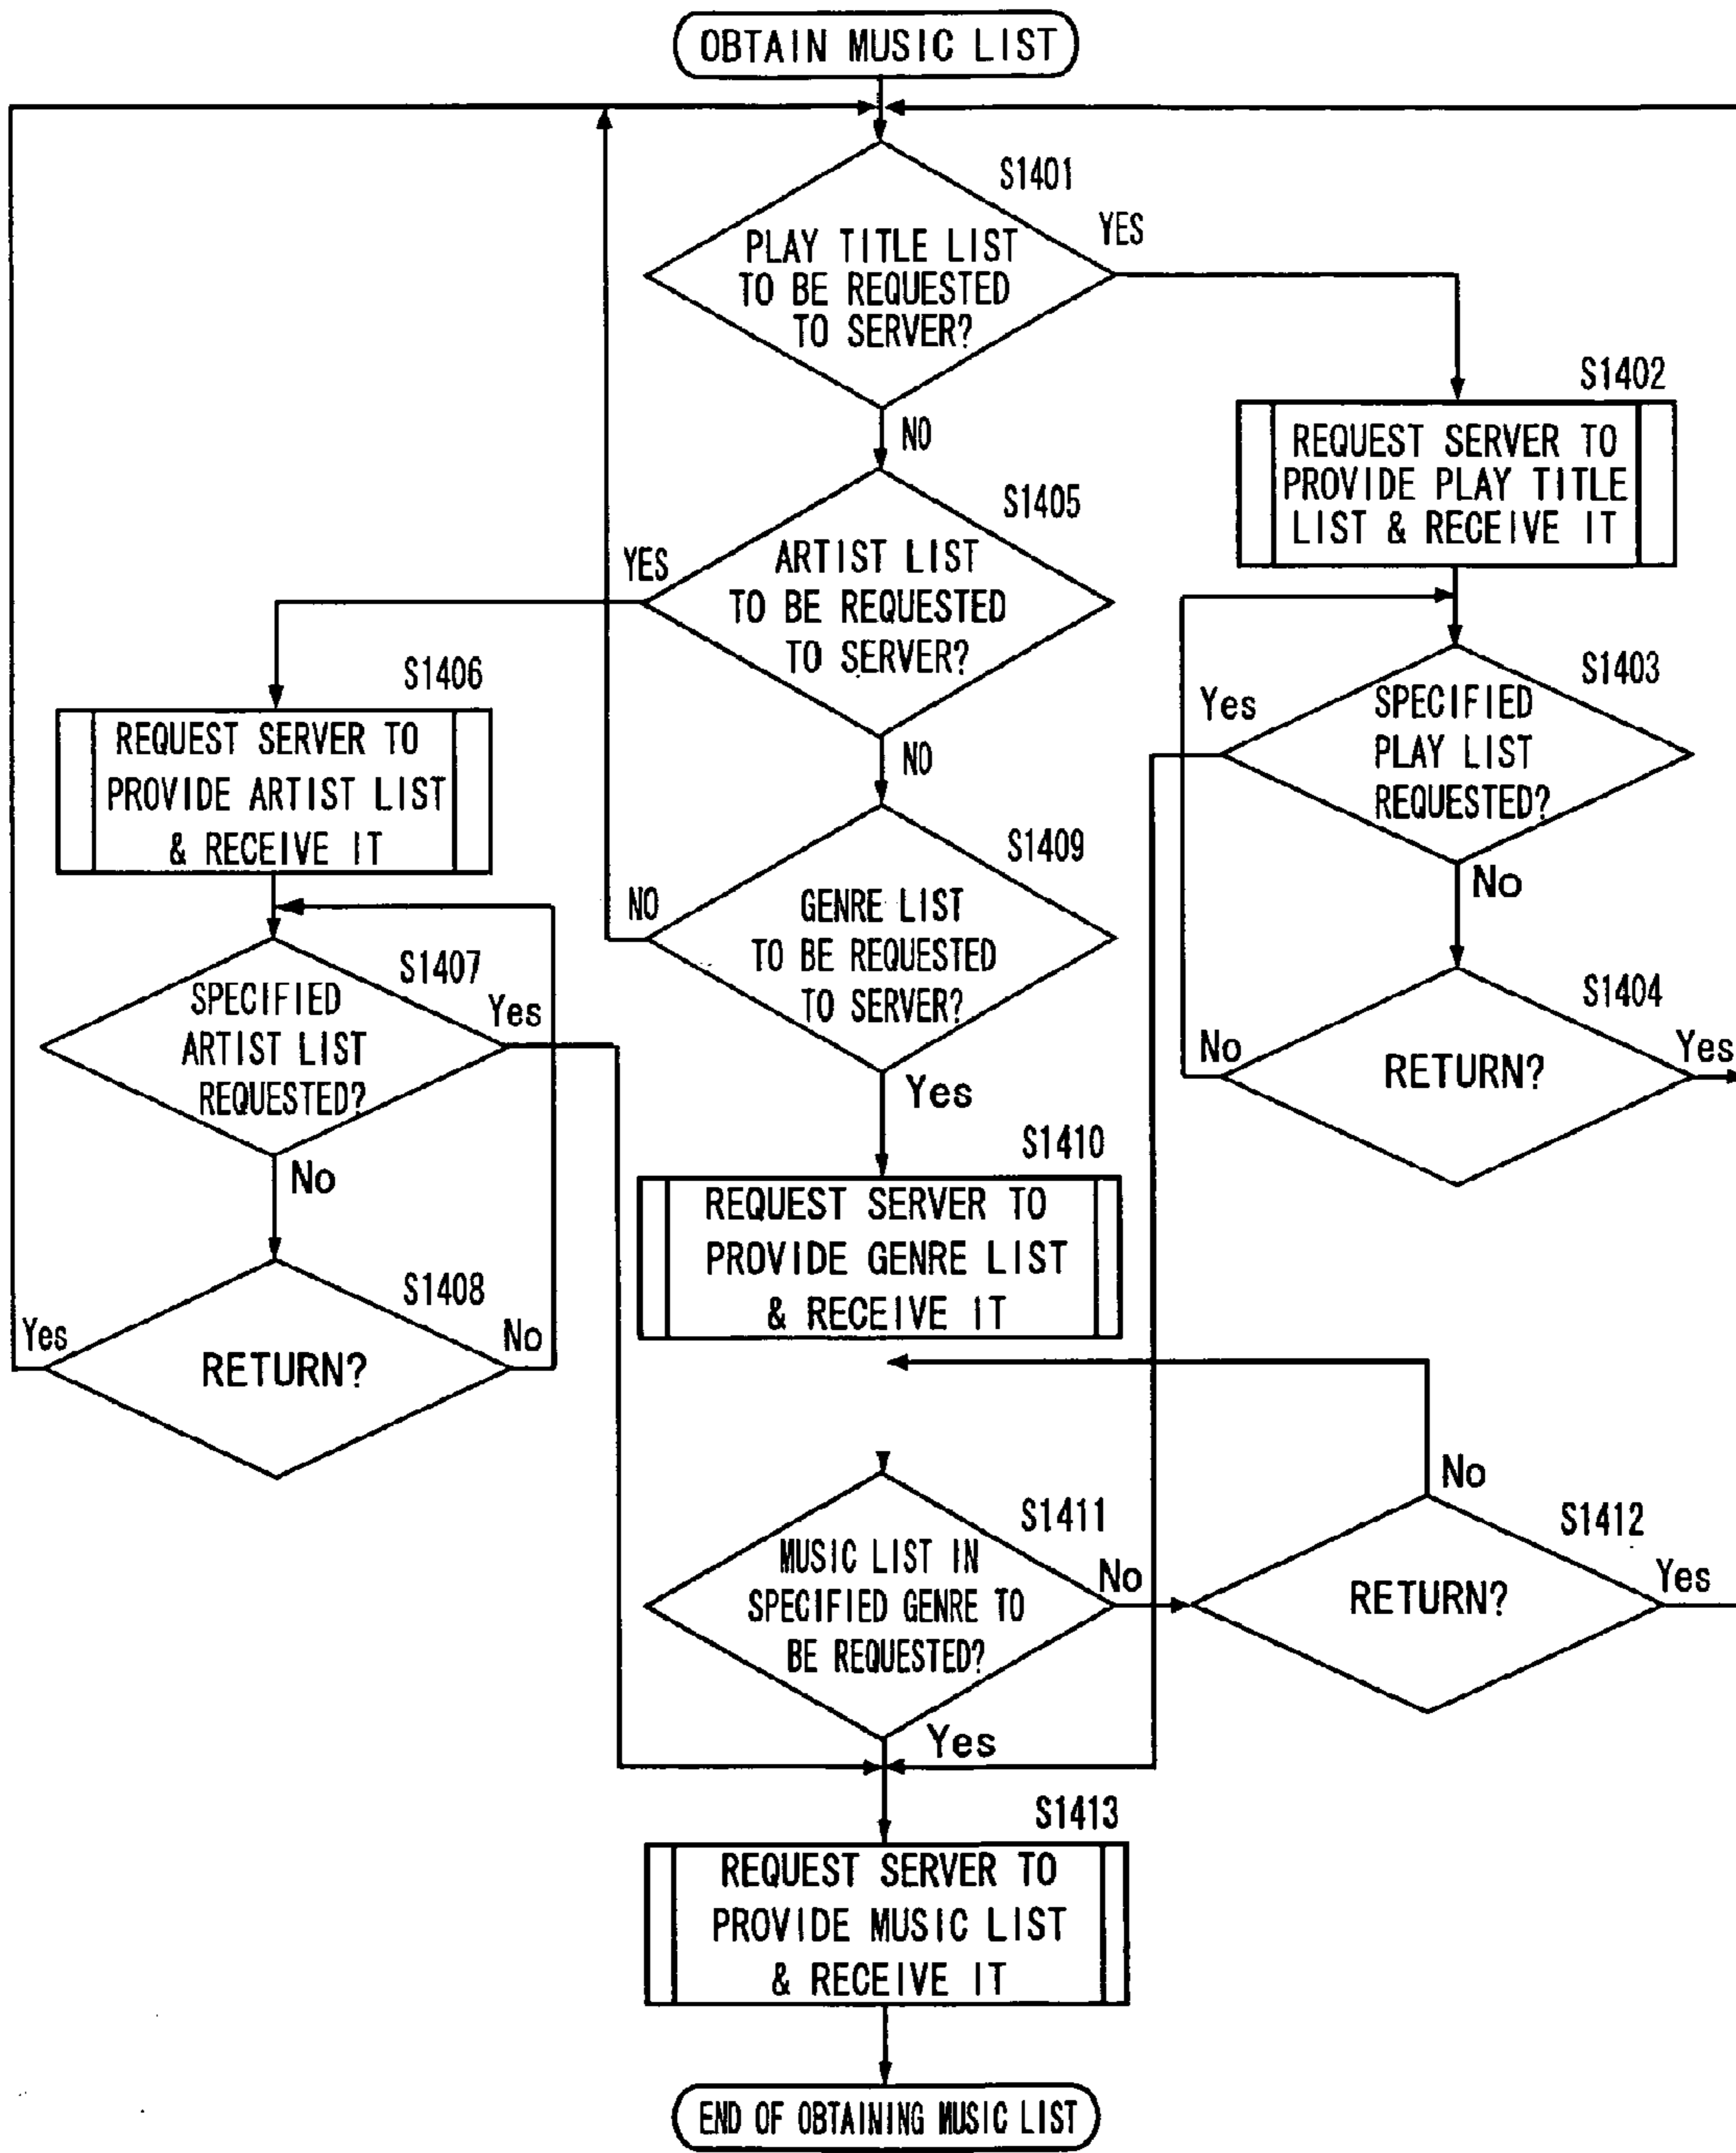 OBTAIN MUSIC LIST
S1401
PLAY TITLE LIST
TO BE REQUESTED
TO SERVER?
YES
NO
S1402
REQUEST SERVER TO
PROVIDE PLAY TITLE
LIST & RECEIVE IT
S1405
ARTIST LIST
TO BE REQUESTED
TO SERVER?
YES
NO
S1403
SPECIFIED
PLAY LIST
REQUESTED?
Yes
No
S1406
REQUEST SERVER TO
PROVIDE ARTIST LIST
& RECEIVE IT
S1409
GENRE LIST
TO BE REQUESTED
TO SERVER?
NO
Yes
S1404
RETURN?
No
Yes
S1407
SPECIFIED
ARTIST LIST
REQUESTED?
Yes
No
S1410
REQUEST SERVER TO
PROVIDE GENRE LIST
& RECEIVE IT
S1408
RETURN?
Yes
No
S1411
MUSIC LIST IN
SPECIFIED GENRE TO
BE REQUESTED?
No
Yes
S1412
RETURN?
No
Yes
S1413
REQUEST SERVER TO
PROVIDE MUSIC LIST
& RECEIVE IT
END OF OBTAINING MUSIC LIST